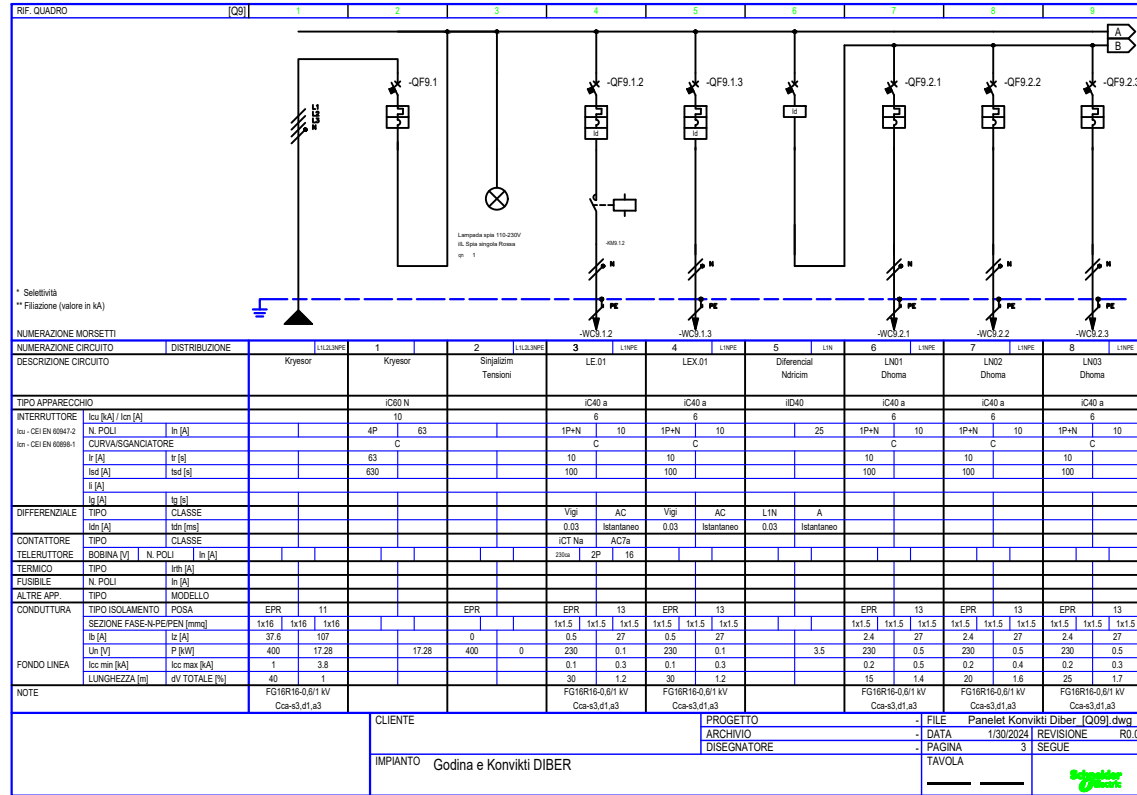 RIF. QUADRO [Q9] 1 2 3 4 5 6 7 8 9
A
B
-QF9.1 -QF9.1.2 -QF9.1.3 -QF9.2.1 -QF9.2.2 -QF9.2.3
Id Id Id
N
Lampada spia 110-230V
iIL Spia singola Rossa
qn 1
-KM9.1.2
N N N N N
* Selettività
** Filiazione (valore in kA)
PE PE PE PE PE
NUMERAZIONE MORSETTI -WC9.1.2 -WC9.1.3 -WC9.2.1 -WC9.2.2 -WC9.2.3
NUMERAZIONE CIRCUITO DISTRIBUZIONE L1L2L3NPE 1 2 L1L2L3NPE 3 L1NPE 4 L1NPE 5 L1N 6 L1NPE 7 L1NPE 8 L1NPE
DESCRIZIONE CIRCUITO Kryesor Kryesor Sinjalizim LE.01 LEX.01 Diferencial LN01 LN02 LN03
Tensioni Ndricim Dhoma Dhoma Dhoma
TIPO APPARECCHIO iC60 N iC40 a iC40 a iID40 iC40 a iC40 a iC40 a
INTERRUTTORE Icu [kA] / Icn [A] 10 6 6 6 6 6
Icu - CEI EN 60947-2 N. POLI In [A] 4P 63 1P+N 10 1P+N 10 25 1P+N 10 1P+N 10 1P+N 10
Icn - CEI EN 60898-1 CURVA/SGANCIATORE C C C C C C
Ir [A] tr [s] 63 10 10 10 10 10
Isd [A] tsd [s] 630 100 100 100 100 100
Ii [A]
Ig [A] tg [s]
DIFFERENZIALE TIPO CLASSE Vigi AC Vigi AC L1N A
Idn [A] tdn [ms] 0.03 Istantaneo 0.03 Istantaneo 0.03 Istantaneo
CONTATTORE TIPO CLASSE iCT Na AC7a
TELERUTTORE BOBINA [V] N. POLI In [A] 230ca 2P 16
TERMICO TIPO Irth [A]
FUSIBILE N. POLI In [A]
ALTRE APP. TIPO MODELLO
CONDUTTURA TIPO ISOLAMENTO POSA EPR 11 EPR EPR 13 EPR 13 EPR 13 EPR 13 EPR 13
SEZIONE FASE-N-PE/PEN [mmq] 1x16 1x16 1x16 1x1.5 1x1.5 1x1.5 1x1.5 1x1.5 1x1.5 1x1.5 1x1.5 1x1.5 1x1.5 1x1.5 1x1.5 1x1.5 1x1.5 1x1.5
Ib [A] Iz [A] 37.6 107 0 0.5 27 0.5 27 2.4 27 2.4 27 2.4 27
Un [V] P [kW] 400 17.28 17.28 400 0 230 0.1 230 0.1 3.5 230 0.5 230 0.5 230 0.5
FONDO LINEA Icc min [kA] Icc max [kA] 1 3.8 0.1 0.3 0.1 0.3 0.2 0.5 0.2 0.4 0.2 0.3
LUNGHEZZA [m] dV TOTALE [%] 40 1 30 1.2 30 1.2 15 1.4 20 1.6 25 1.7
NOTE FG16R16-0,6/1 kV FG16R16-0,6/1 kV FG16R16-0,6/1 kV FG16R16-0,6/1 kV FG16R16-0,6/1 kV FG16R16-0,6/1 kV
Cca-s3,d1,a3 Cca-s3,d1,a3 Cca-s3,d1,a3 Cca-s3,d1,a3 Cca-s3,d1,a3 Cca-s3,d1,a3
CLIENTE PROGETTO - FILE Panelet Konvikti Diber_[Q09].dwg
ARCHIVIO - DATA 1/30/2024 REVISIONE R0.0
DISEGNATORE - PAGINA 3 SEGUE
IMPIANTO Godina e Konvikti DIBER TAVOLA
Schneider
Electric